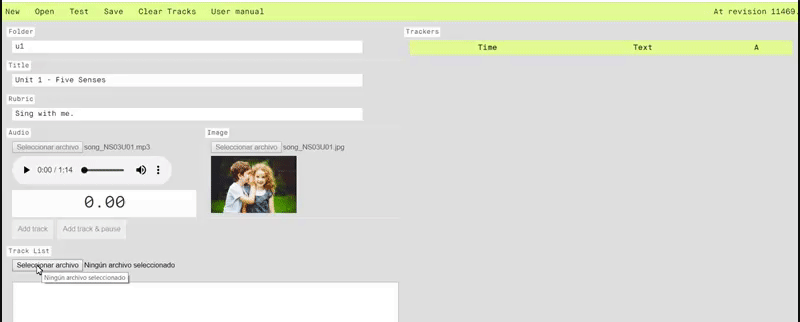 New Open Test Save Clear Tracks User manual At revision 11469.
Folder
u1
Title
Unit 1 - Five Senses
Rubric
Sing with me.
Audio
Seleccionar archivo song_NS03U01.mp3
0:00 / 1:14
0.00
Add track Add track & pause
Image
Seleccionar archivo song_NS03U01.jpg
Track List
Seleccionar archivo Ningún archivo seleccionado
Ningún archivo seleccionado
Trackers
Time Text A